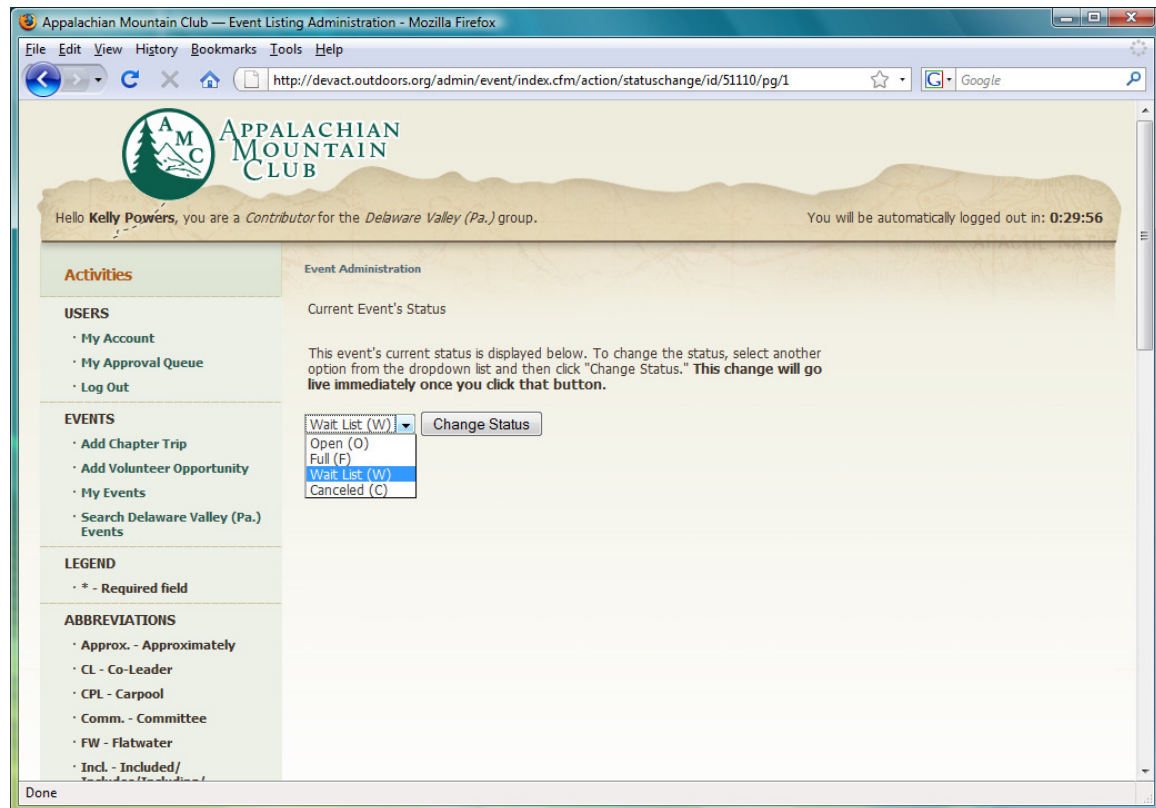 Appalachian Mountain Club — Event Listing Administration - Mozilla Firefox
File Edit View History Bookmarks Tools Help
http://devact.outdoors.org/admin/event/index.cfm/action/statuschange/id/51110/pg/1
G Google
AMC
APPALACHIAN
MOUNTAIN
CLUB
Hello Kelly Powers, you are a Contributor for the Delaware Valley (Pa.) group.
You will be automatically logged out in: 0:29:56
Activities
USERS
· My Account
· My Approval Queue
· Log Out
EVENTS
· Add Chapter Trip
· Add Volunteer Opportunity
· My Events
· Search Delaware Valley (Pa.)
Events
LEGEND
· * - Required field
ABBREVIATIONS
· Approx. - Approximately
· CL - Co-Leader
· CPL - Carpool
· Comm. - Committee
· FW - Flatwater
· Incl. - Included/
Event Administration
Current Event's Status
This event's current status is displayed below. To change the status, select another
option from the dropdown list and then click "Change Status." This change will go
live immediately once you click that button.
Wait List (W) Change Status
Open (O)
Full (F)
Wait List (W)
Canceled (C)
Done